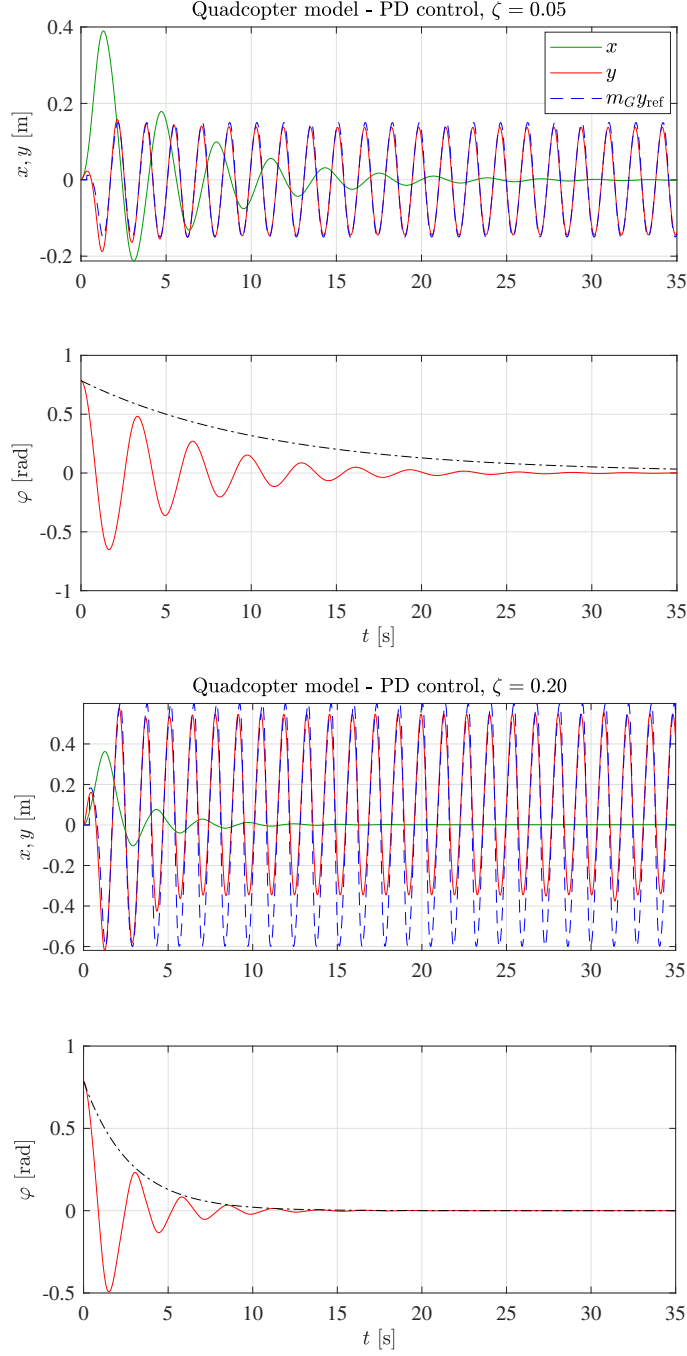 Quadcopter model - PD control, ζ = 0.05
0.4
0.2
0
-0.2
x, y [m]
x
y
m_G y_ref
0 5 10 15 20 25 30 35
1
0.5
0
-0.5
-1
φ [rad]
0 5 10 15 20 25 30 35
t [s]
Quadcopter model - PD control, ζ = 0.20
0.4
0.2
0
-0.2
-0.4
-0.6
x, y [m]
0 5 10 15 20 25 30 35
1
0.5
0
-0.5
φ [rad]
0 5 10 15 20 25 30 35
t [s]